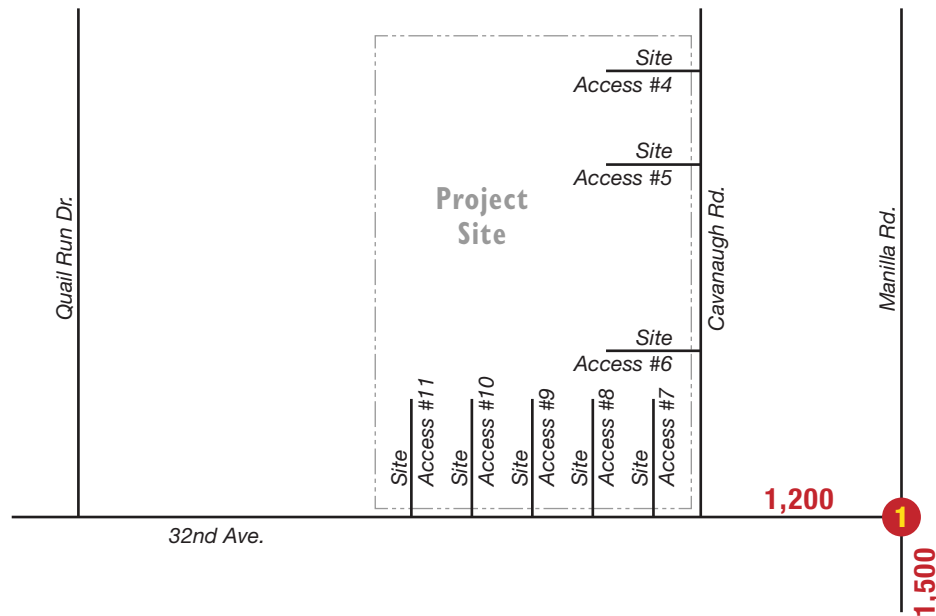 Site
Access #4
Site
Access #5
Project
Site
Quail Run Dr.
Cavanaugh Rd.
Manilla Rd.
Site
Access #6
Site
Access #11
Site
Access #10
Site
Access #9
Site
Access #8
Site
Access #7
1,200
1
32nd Ave.
1,500